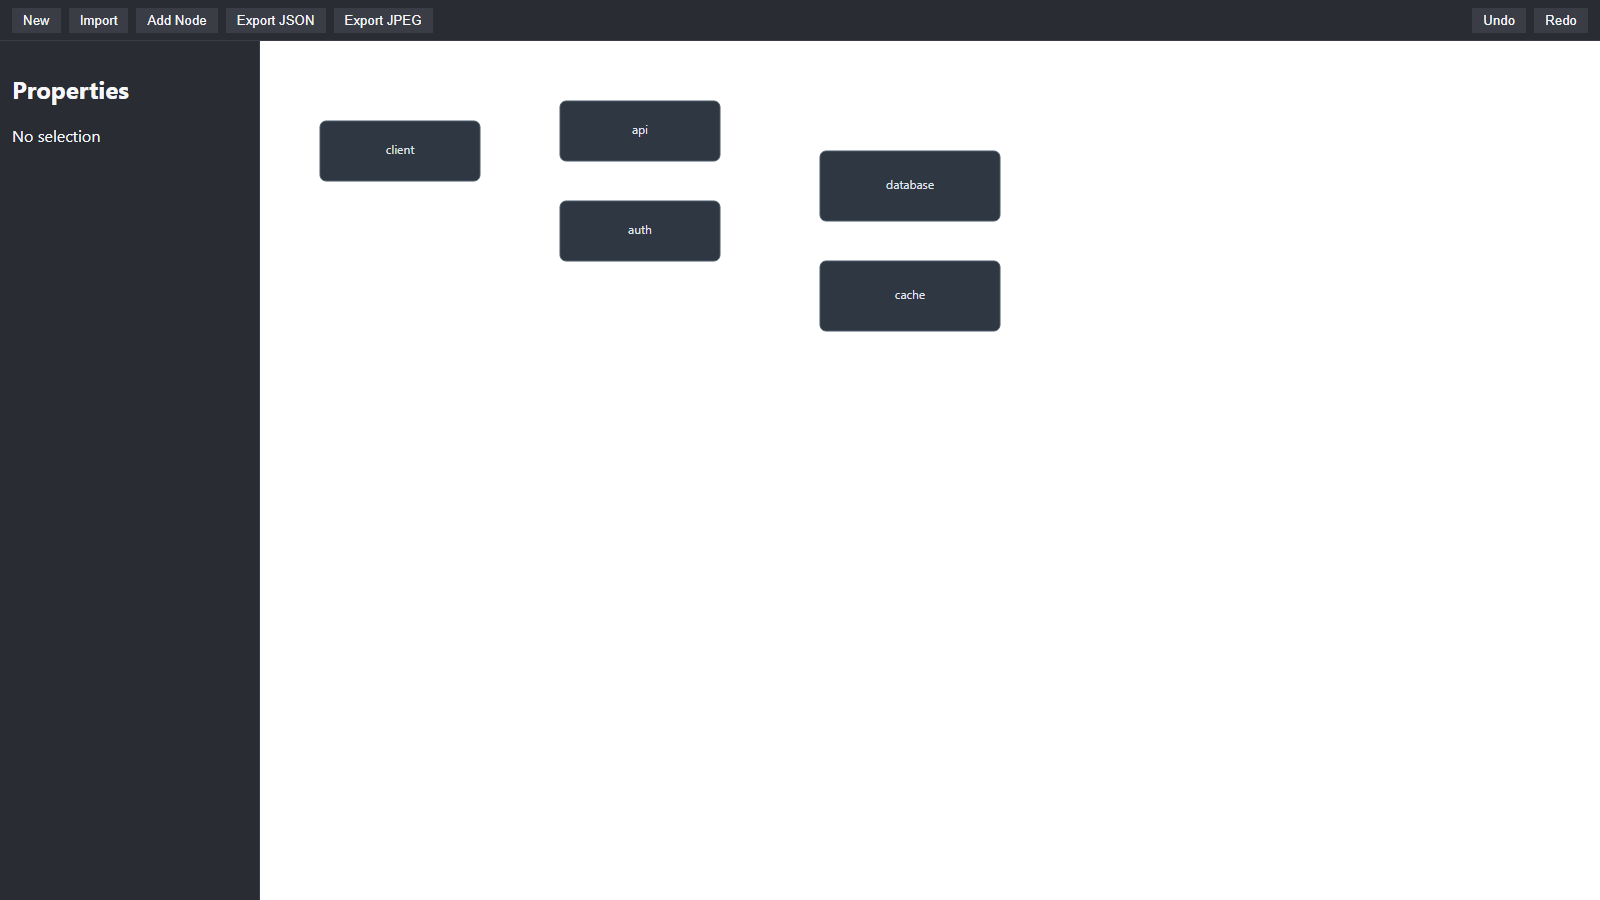 New Import Add Node Export JSON Export JPEG Undo Redo
Properties
No selection
client
api
auth
database
cache